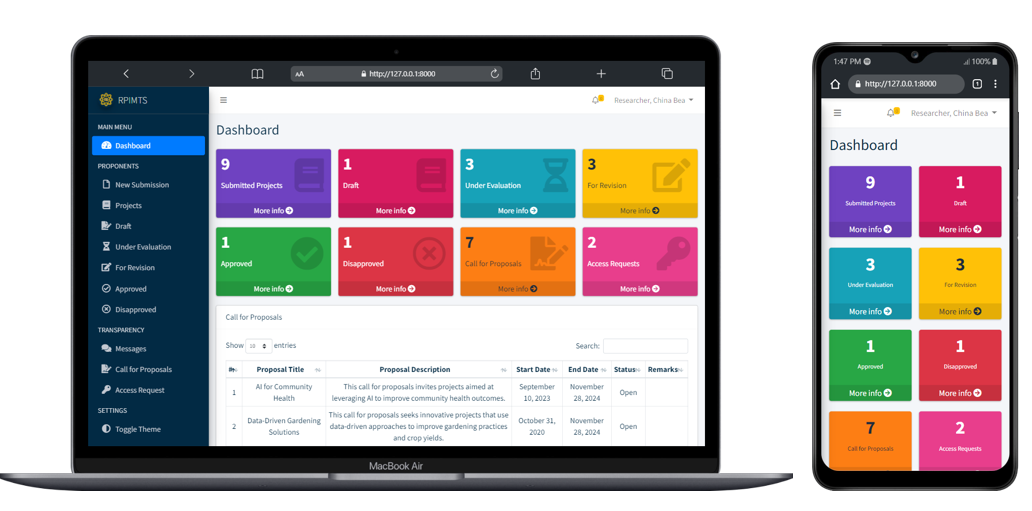 AA
http://127.0.0.1:8000
RPIMTS
Researcher, China Bea
MAIN MENU
Dashboard
PROPONENTS
New Submission
Projects
Draft
Under Evaluation
For Revision
Approved
Disapproved
TRANSPARENCY
Messages
Call for Proposals
Access Request
SETTINGS
Toggle Theme
Dashboard
9
Submitted Projects
More info
1
Draft
More info
3
Under Evaluation
More info
3
For Revision
More info
1
Approved
More info
1
Disapproved
More info
7
Call for Proposals
More info
2
Access Requests
More info
Call for Proposals
Show 10 entries
Search:
Proposal Title Proposal Description Start Date End Date Status Remarks
1
AI for Community
Health
This call for proposals invites projects aimed at
leveraging AI to improve community health outcomes.
September
10, 2023
November
28, 2024
Open
2
Data-Driven Gardening
Solutions
This call for proposals seeks innovative projects that use
data-driven approaches to improve gardening practices
and crop yields.
October 31,
2020
November
28, 2024
Open
MacBook Air
1:47 PM
100%
http://127.0.0.1:8000
1
Researcher, China Bea
Dashboard
9
Submitted Projects
More info
1
Draft
More info
3
Under Evaluation
More info
3
For Revision
More info
1
Approved
More info
1
Disapproved
More info
7
Call for Proposals
2
Access Requests